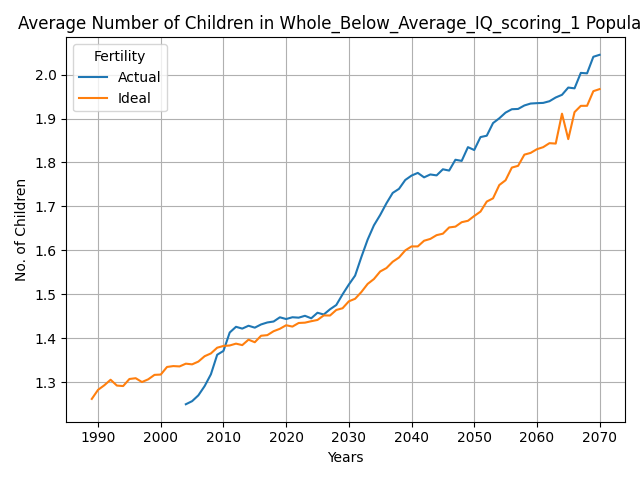 Average Number of Children in Whole_Below_Average_IQ_scoring_1 Popula
Fertility
Actual
Ideal
2.0
1.9
1.8
1.7
1.6
1.5
1.4
1.3
No. of Children
1990 2000 2010 2020 2030 2040 2050 2060 2070
Years